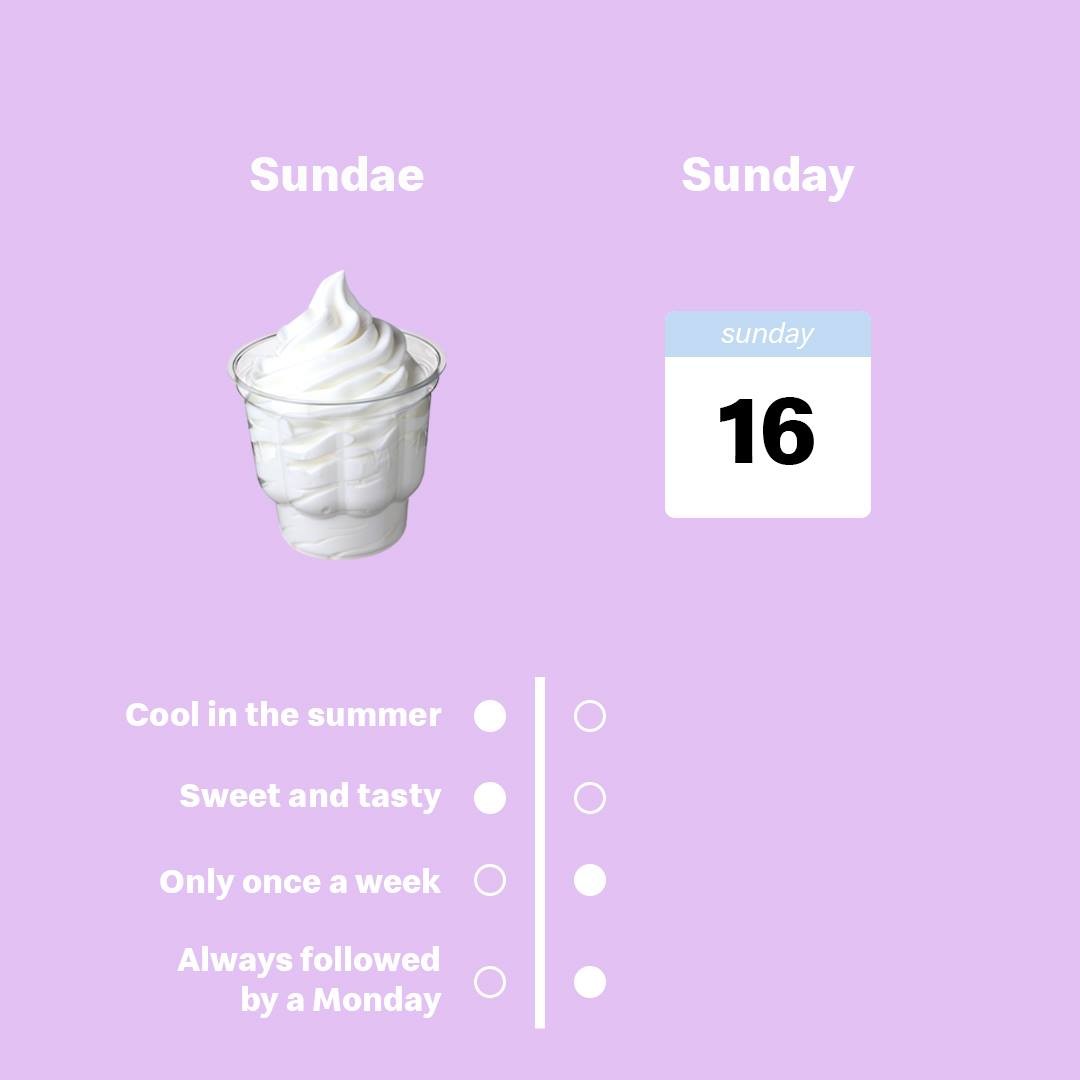 Sundae
Sunday
sunday
16
Cool in the summer
Sweet and tasty
Only once a week
Always followed
by a Monday